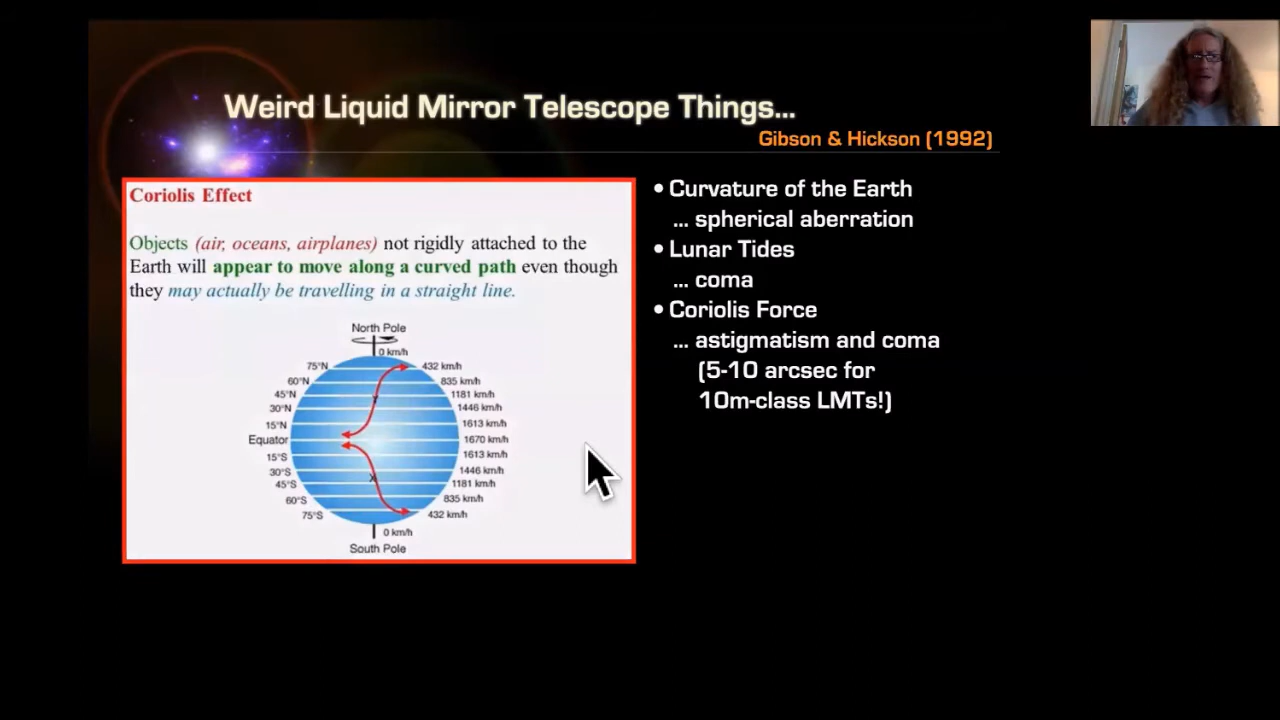 Weird Liquid Mirror Telescope Things...
Gibson & Hickson (1992)
Coriolis Effect
Objects (air, oceans, airplanes) not rigidly attached to the
Earth will appear to move along a curved path even though
they may actually be travelling in a straight line.
North Pole
0 km/h
75°N 432 km/h
60°N 835 km/h
45°N 1181 km/h
30°N 1446 km/h
15°N 1613 km/h
Equator 1670 km/h
15°S 1613 km/h
30°S 1446 km/h
X
45°S 1181 km/h
60°S 835 km/h
75°S 432 km/h
0 km/h
South Pole
• Curvature of the Earth
... spherical aberration
• Lunar Tides
... coma
• Coriolis Force
... astigmatism and coma
(5-10 arcsec for
10m-class LMTs!)